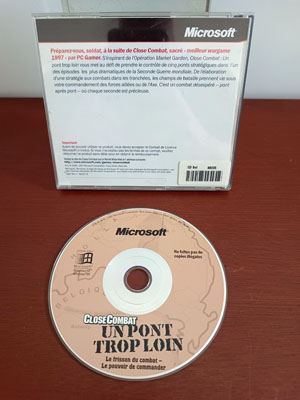 Microsoft
Préparez-vous, soldat, à la suite de Close Combat, sacré - meilleur wargame
1997 - par PC Gamer. S'inspirant de l'Opération Market Garden, Close Combat : Un
pont trop loin vous met au défi de prendre le contrôle de cinq ponts stratégiques dans l'un
des épisodes les plus dramatiques de la Seconde Guerre mondiale. De l'élaboration
d'une stratégie aux combats dans les tranchées, les champs de bataille prennent vie sous
votre commandement des forces alliées ou de l'Axe. C'est un combat désespéré - pont
après pont - où chaque seconde est précieuse.
Important!
Microsoft
Ne faites pas de
copies illégales
BELGIQUE
CLOSE COMBAT
UN PONT
TROP LOIN
Le frisson du combat –
Le pouvoir de commander